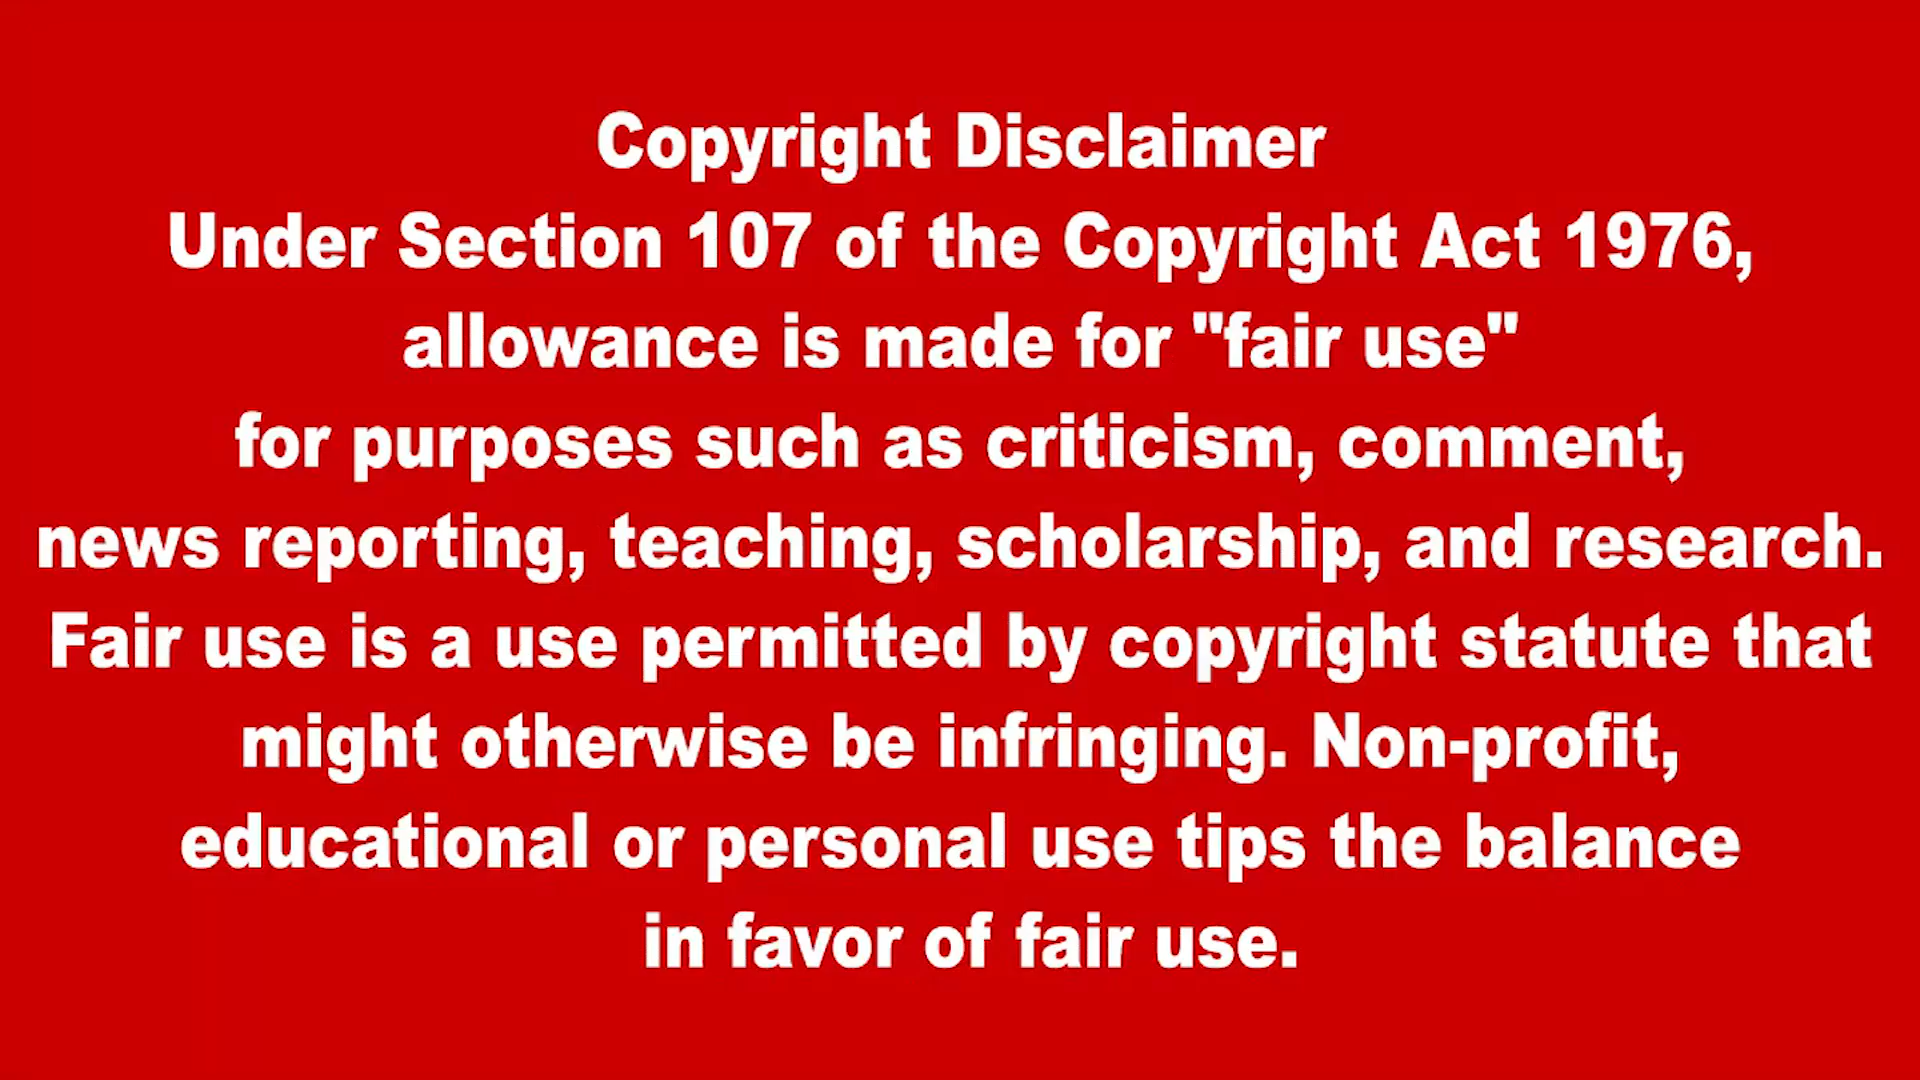 Copyright Disclaimer
Under Section 107 of the Copyright Act 1976,
allowance is made for "fair use"
for purposes such as criticism, comment,
news reporting, teaching, scholarship, and research.
Fair use is a use permitted by copyright statute that
might otherwise be infringing. Non-profit,
educational or personal use tips the balance
in favor of fair use.